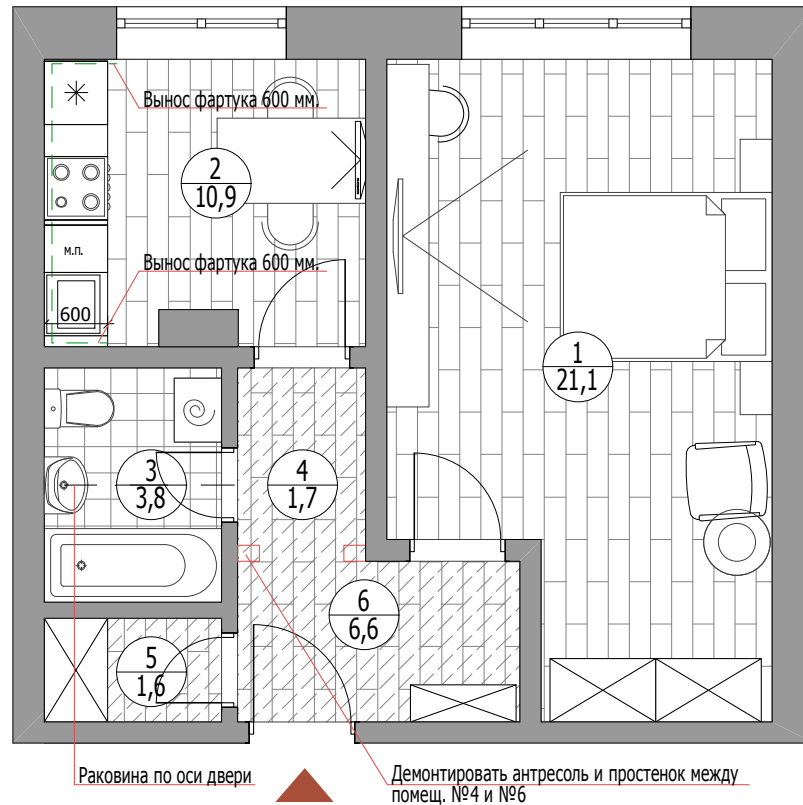 Вынос фартука 600 мм.
2
10,9
м.п.
Вынос фартука 600 мм.
600
1
21,1
3
3,8
4
1,7
6
6,6
5
1,6
Раковина по оси двери
Демонтировать антресоль и простенок между
помещ. №4 и №6